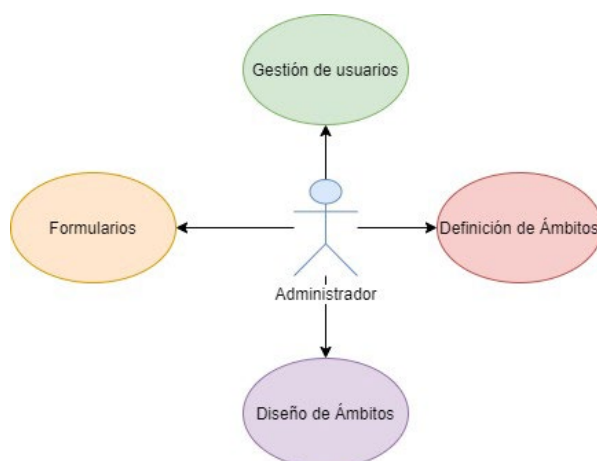 Gestión de usuarios
Formularios
Definición de Ámbitos
Administrador
Diseño de Ámbitos